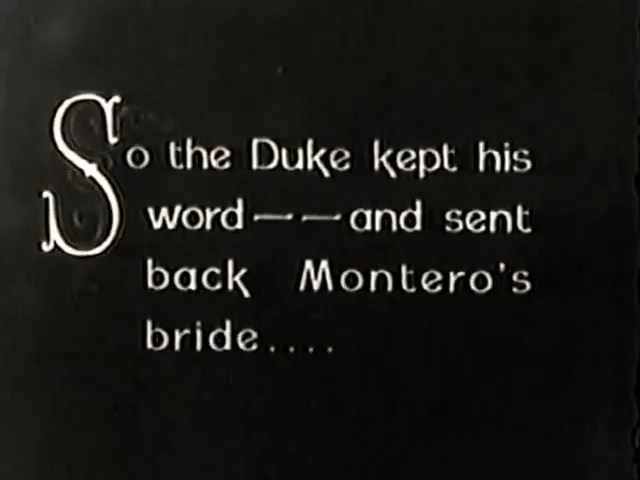 So the Duke kept his
word — — and sent
back Montero's
bride....